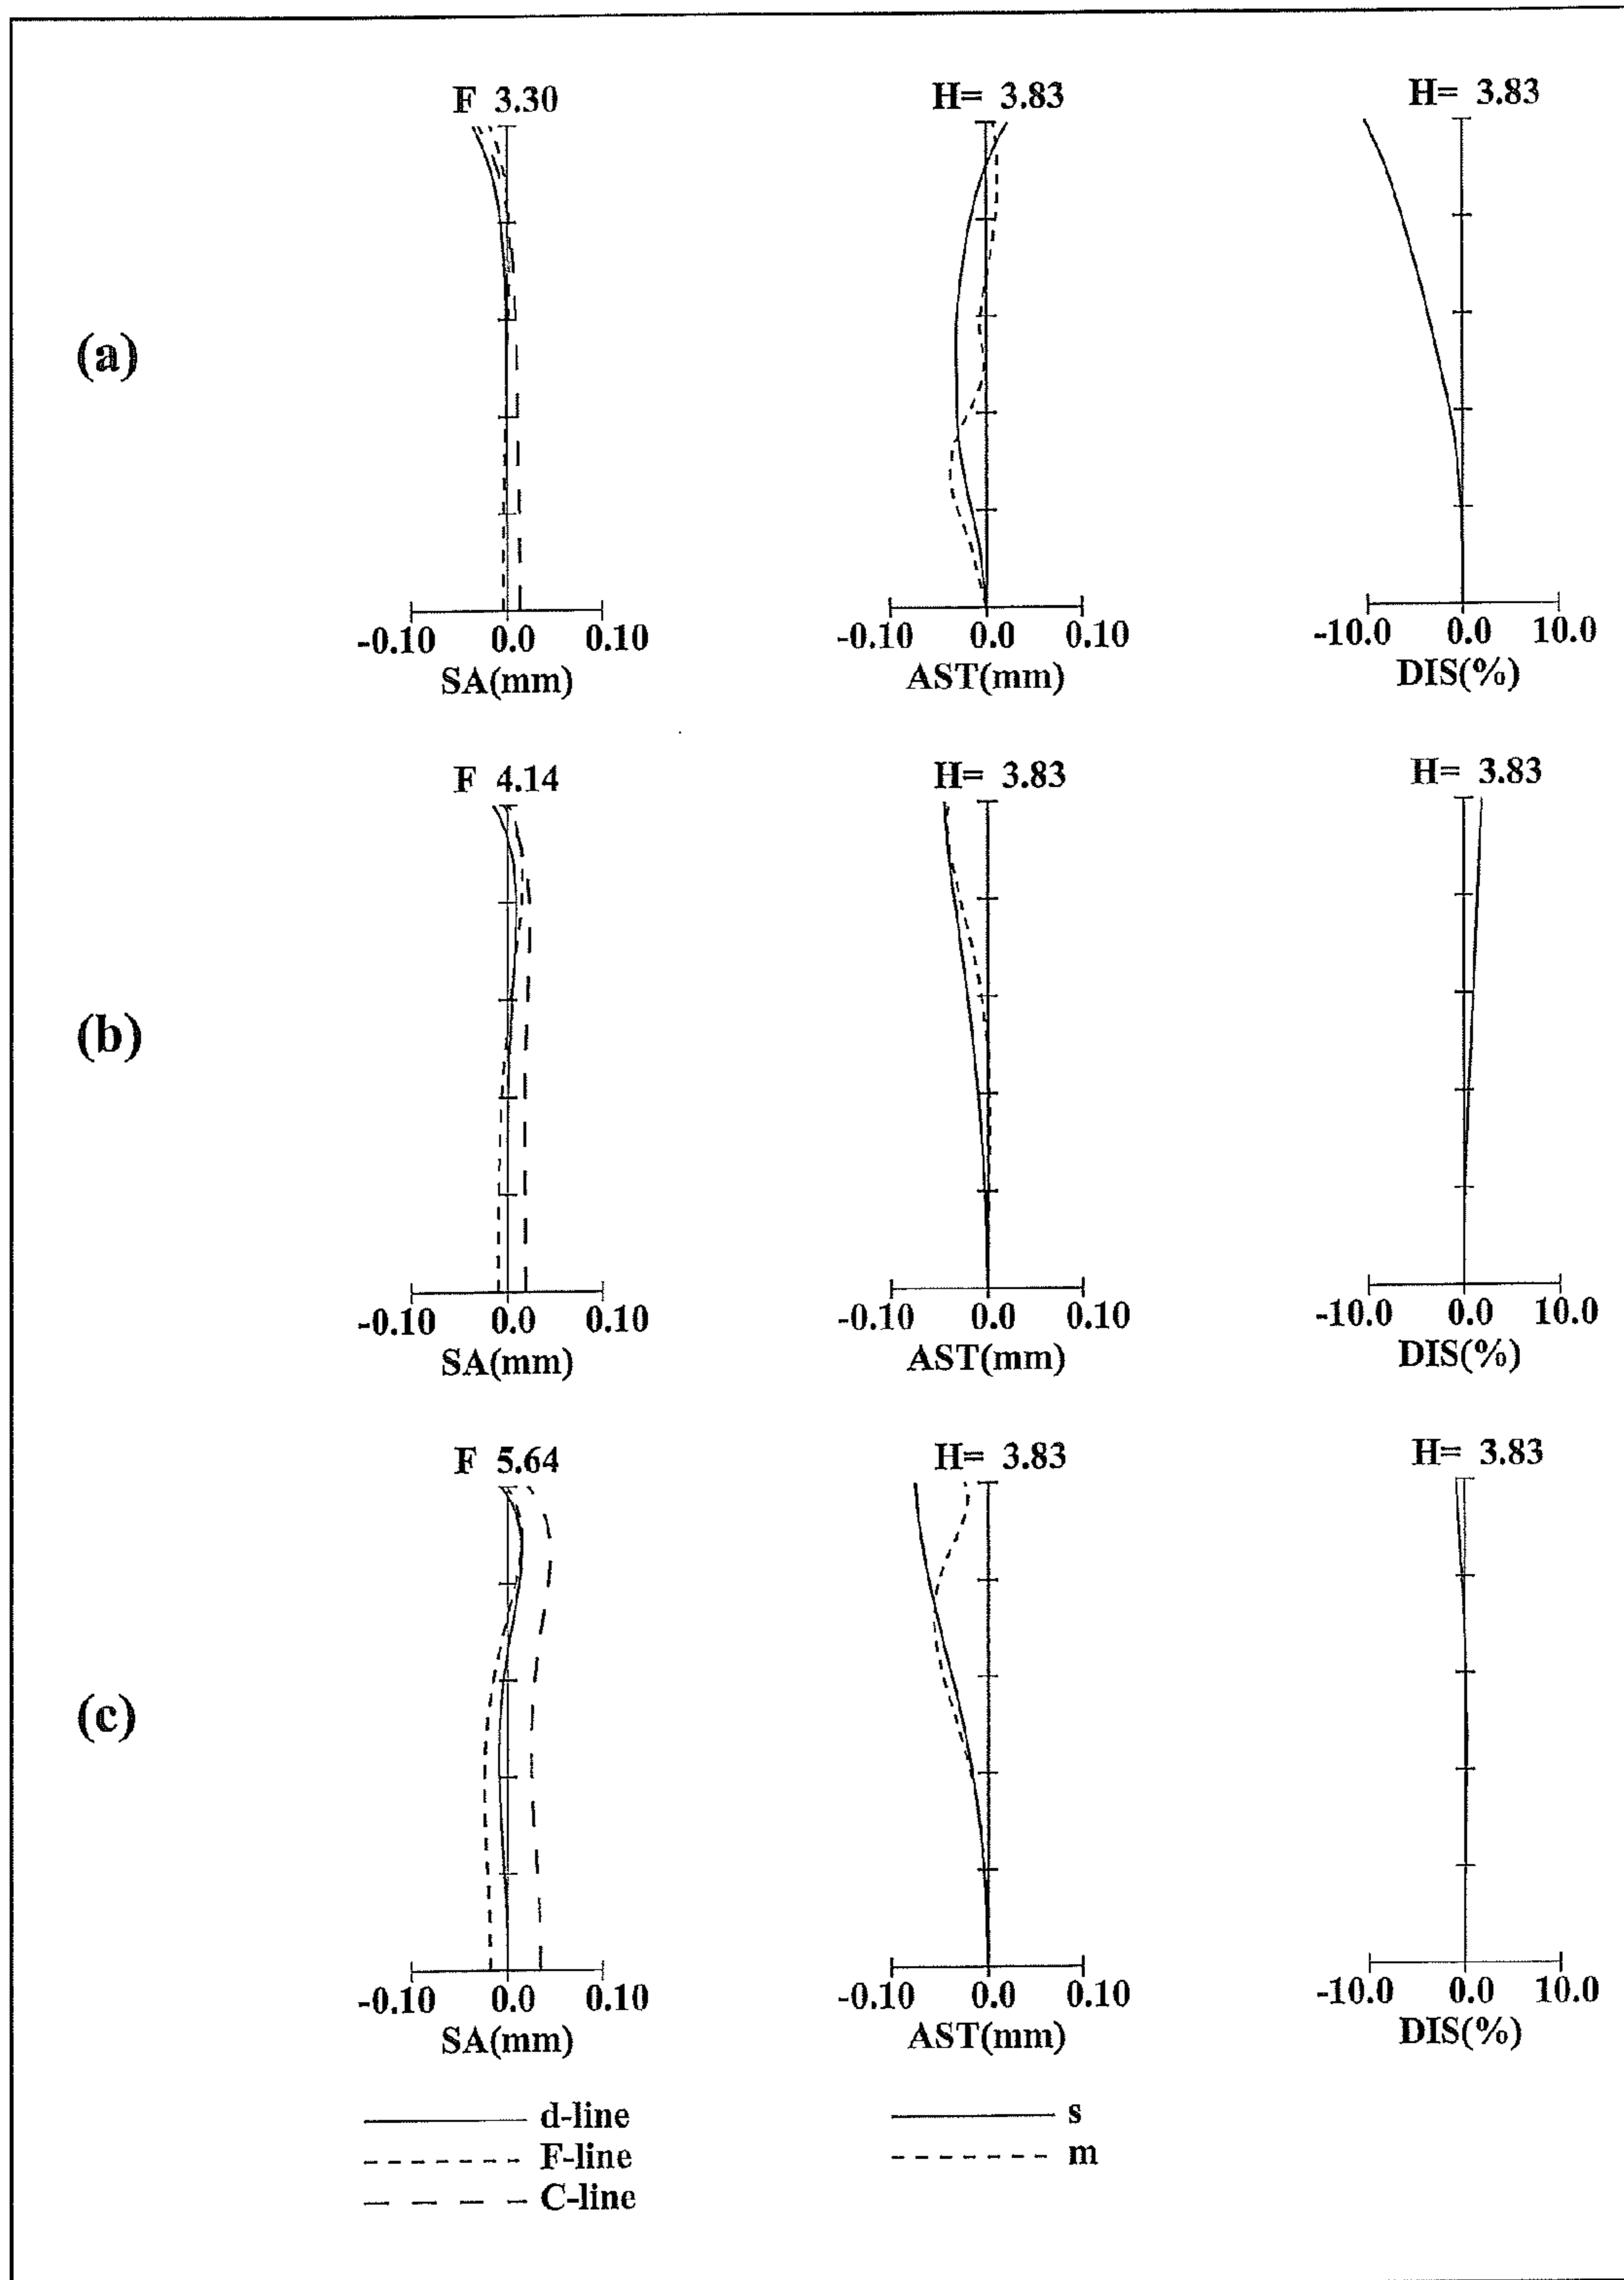 F 3.30
H= 3.83
H= 3.83
(a)
-0.10 0.0 0.10
SA(mm)
-0.10 0.0 0.10
AST(mm)
-10.0 0.0 10.0
DIS(%)
F 4.14
H= 3.83
H= 3.83
(b)
-0.10 0.0 0.10
SA(mm)
-0.10 0.0 0.10
AST(mm)
-10.0 0.0 10.0
DIS(%)
F 5.64
H= 3.83
H= 3.83
(c)
-0.10 0.0 0.10
SA(mm)
-0.10 0.0 0.10
AST(mm)
-10.0 0.0 10.0
DIS(%)
d-line
F-line
C-line
s
m